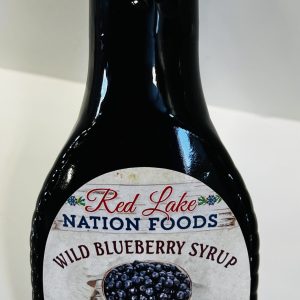 Red Lake
NATION FOODS
WILD BLUEBERRY SYRUP